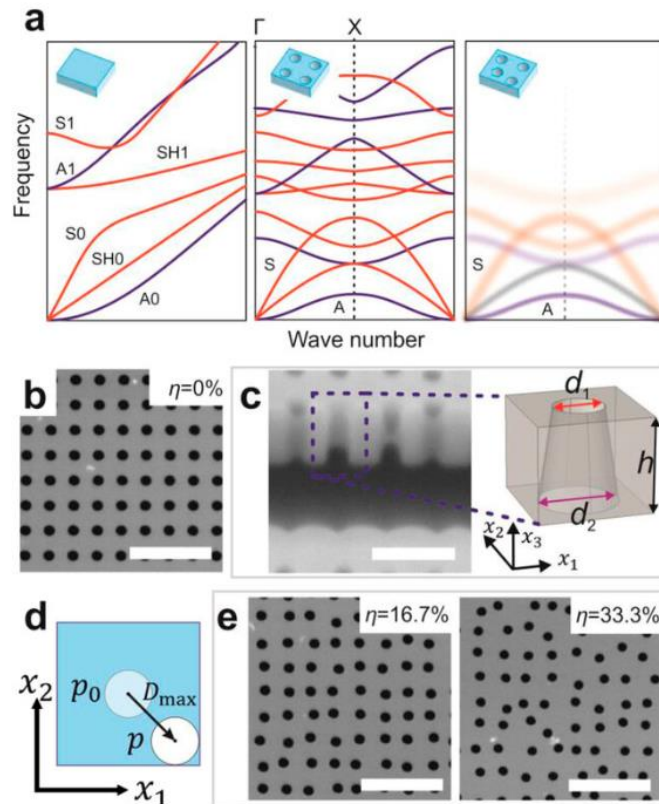 a
Γ X
Frequency
S1
A1
SH1
S0
SH0
A0
S
A
S
A
Wave number
b
η=0%
c
d₁
h
d₂
x₂ x₃
x₁
d
x₂
p₀ D_max
p
x₁
e
η=16.7%
η=33.3%